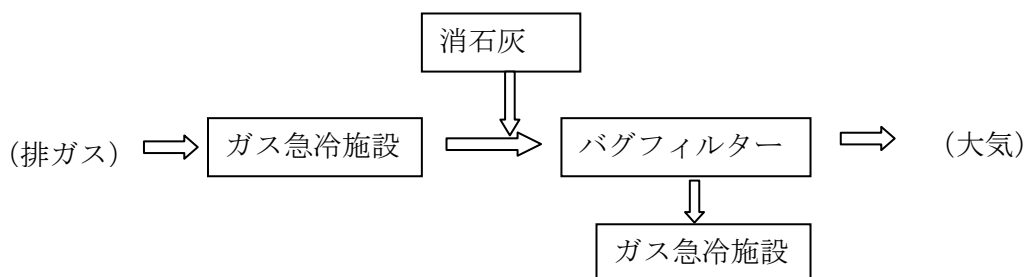 消石灰
(排ガス)
ガス急冷施設
バグフィルター
(大気)
ガス急冷施設